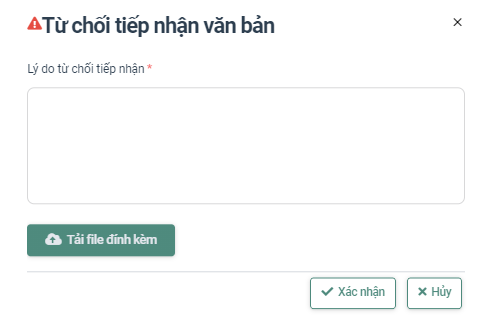 Từ chối tiếp nhận văn bản
Lý do từ chối tiếp nhận *
Tải file đính kèm
Xác nhận
Hủy